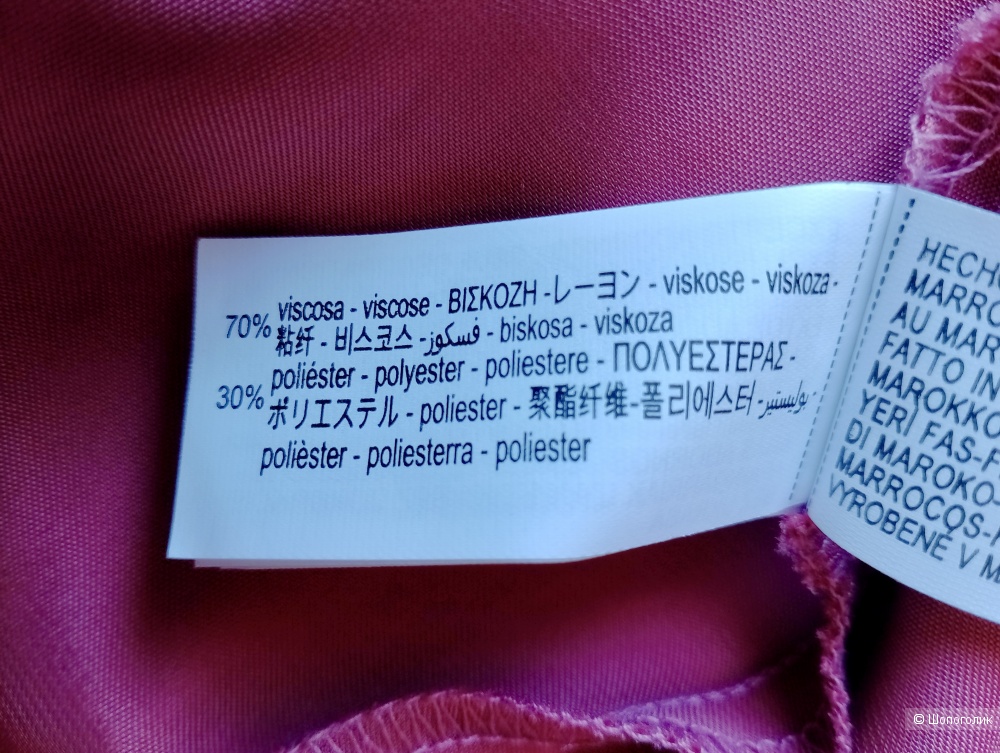 70% viscosa - viscose - ΒΙΣΚΟΖΗ -レーヨン - viskose - viskoza -
粘纤 - 비스코스 - فسكوز - biskosa - viskoza
30% poliéster - polyester - poliestere - ΠΟΛΥΕΣΤΕΡΑΣ -
ポリエステル - poliester - 聚酯纤维-폴리에스터 - بوليستير -
polièster - poliesterra - poliester
HECH
MARRO
AU MAR
FATTO IN
MAROKKO
YERİ FAS-F
DI MAROKO-
MARROCOS-
VYROBENÉ V M
© Шопоголик